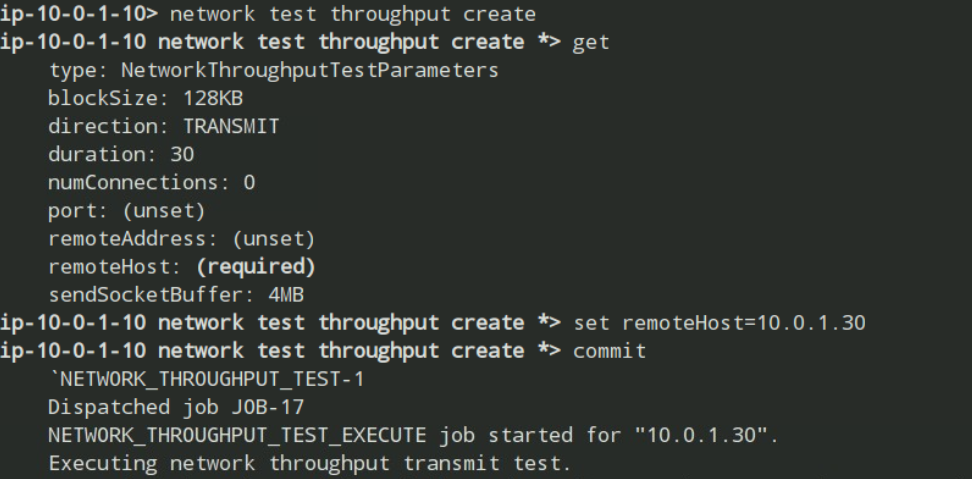 ip-10-0-1-10> network test throughput create
ip-10-0-1-10 network test throughput create *> get
type: NetworkThroughputTestParameters
blockSize: 128KB
direction: TRANSMIT
duration: 30
numConnections: 0
port: (unset)
remoteAddress: (unset)
remoteHost: (required)
sendSocketBuffer: 4MB
ip-10-0-1-10 network test throughput create *> set remoteHost=10.0.1.30
ip-10-0-1-10 network test throughput create *> commit
`NETWORK_THROUGHPUT_TEST-1
Dispatched job JOB-17
NETWORK_THROUGHPUT_TEST_EXECUTE job started for "10.0.1.30".
Executing network throughput transmit test.